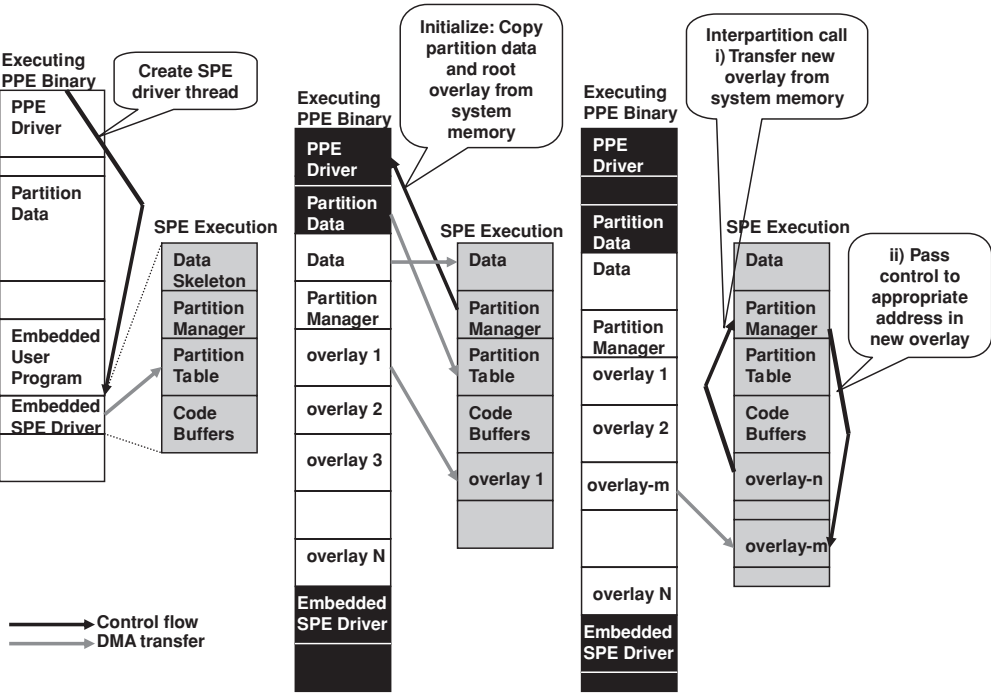 Executing
PPE Binary
PPE
Driver
Partition
Data
Embedded
User
Program
Embedded
SPE Driver
Create SPE
driver thread
SPE Execution
Data
Skeleton
Partition
Manager
Partition
Table
Code
Buffers
Control flow
DMA transfer
Executing
PPE Binary
PPE
Driver
Partition
Data
Data
Partition
Manager
overlay 1
overlay 2
overlay 3
overlay N
Embedded
SPE Driver
Initialize: Copy
partition data
and root
overlay from
system
memory
SPE Execution
Data
Partition
Manager
Partition
Table
Code
Buffers
overlay 1
Executing
PPE Binary
PPE
Driver
Partition
Data
Data
Partition
Manager
overlay 1
overlay 2
overlay-m
overlay N
Embedded
SPE Driver
Interpartition call
i) Transfer new
overlay from
system memory
SPE Execution
Data
Partition
Manager
Partition
Table
Code
Buffers
overlay-n
overlay-m
ii) Pass
control to
appropriate
address in
new overlay